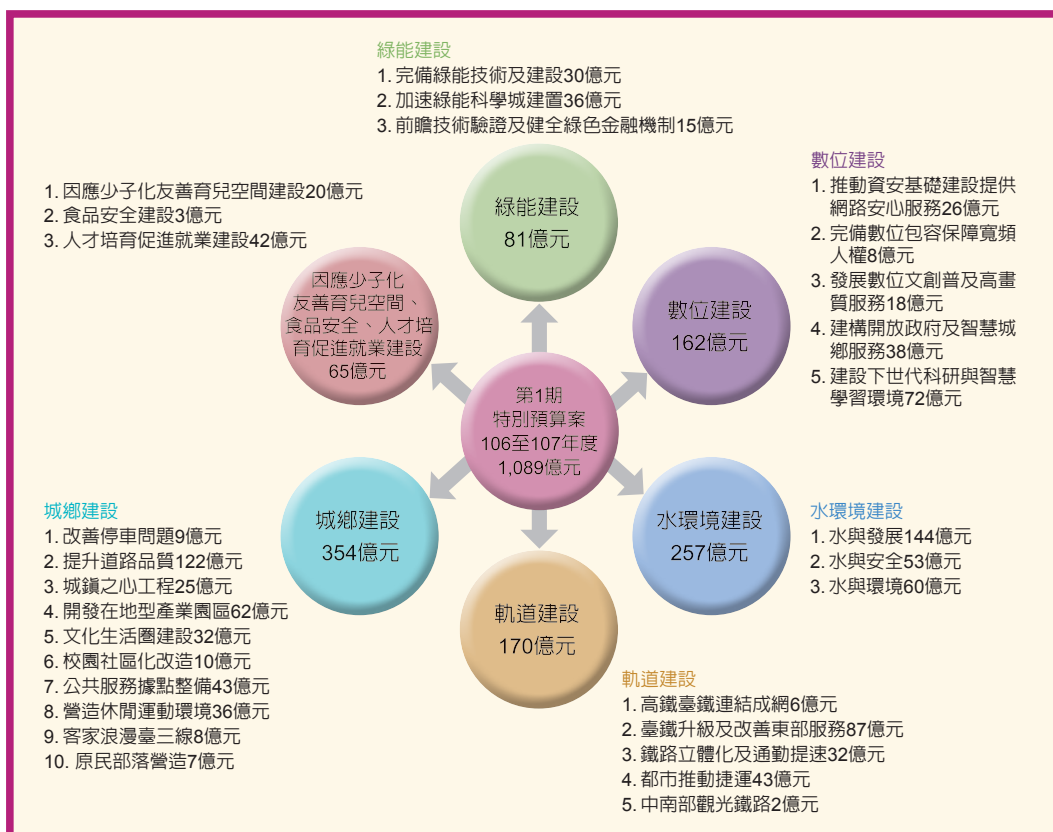 綠能建設
1. 完備綠能技術及建設30億元
2. 加速綠能科學城建置36億元
3. 前瞻技術驗證及健全綠色金融機制15億元
綠能建設
81億元
數位建設
1. 推動資安基礎建設提供
網路安心服務26億元
2. 完備數位包容保障寬頻
人權8億元
3. 發展數位文創普及高畫
質服務18億元
4. 建構開放政府及智慧城
鄉服務38億元
5. 建設下世代科研與智慧
學習環境72億元
數位建設
162億元
1. 因應少子化友善育兒空間建設20億元
2. 食品安全建設3億元
3. 人才培育促進就業建設42億元
因應少子化
友善育兒空間、
食品安全、人才培
育促進就業建設
65億元
第1期
特別預算案
106至107年度
1,089億元
城鄉建設
354億元
城鄉建設
1. 改善停車問題9億元
2. 提升道路品質122億元
3. 城鎮之心工程25億元
4. 開發在地型產業園區62億元
5. 文化生活圈建設32億元
6. 校園社區化改造10億元
7. 公共服務據點整備43億元
8. 營造休閒運動環境36億元
9. 客家浪漫臺三線8億元
10. 原民部落營造7億元
水環境建設
257億元
水環境建設
1. 水與發展144億元
2. 水與安全53億元
3. 水與環境60億元
軌道建設
170億元
軌道建設
1. 高鐵臺鐵連結成網6億元
2. 臺鐵升級及改善東部服務87億元
3. 鐵路立體化及通勤提速32億元
4. 都市推動捷運43億元
5. 中南部觀光鐵路2億元